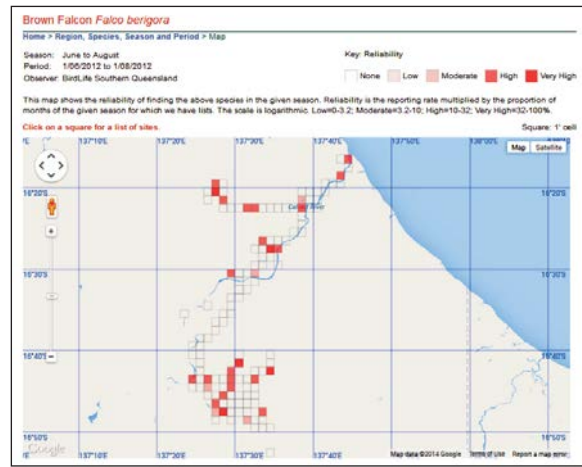 Brown Falcon Falco berigora
Home > Region, Species, Season and Period > Map
Season: June to August
Period: 1/06/2012 to 1/08/2012
Observer: BirdLife Southern Queensland
Key: Reliability
None Low Moderate High Very High
This map shows the reliability of finding the above species in the given season. Reliability is the reporting rate multiplied by the proportion of
months of the given season for which we have lists. The scale is logarithmic. Low=0-3.2; Moderate=3.2-10; High=10-32; Very High=32-100%.
Click on a square for a list of sites.
Square: 1' cell
137°10'E 137°20'E 137°30'E 137°40'E 137°50'E 138°00'E 138°10'E
Map Satellite
16°20'S 16°20'S
River
16°30'S 16°30'S
16°40'S 16°40'S
16°50'S 16°50'S
Google
Map data ©2014 Google Terms of Use Report a map error